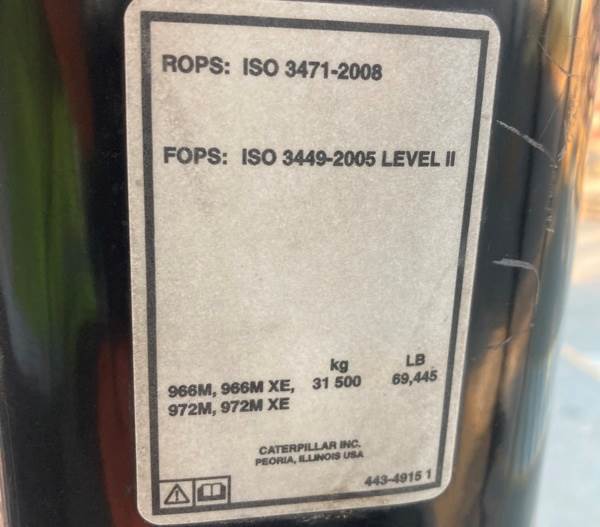 ROPS: ISO 3471-2008
FOPS: ISO 3449-2005 LEVEL II
kg LB
966M, 966M XE, 31 500 69,445
972M, 972M XE
CATERPILLAR INC.
PEORIA, ILLINOIS USA
443-4915 1